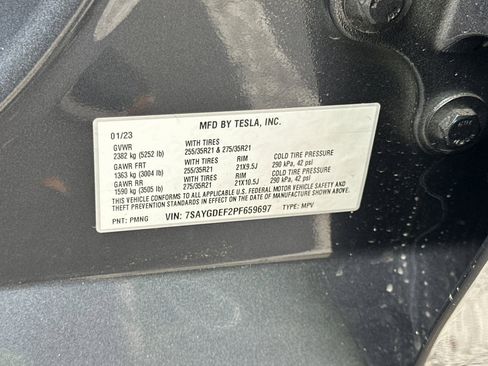 MFD BY TESLA, INC.
01/23
GVWR WITH TIRES
2382 kg (5252 lb) 255/35R21 & 275/35R21
GAWR FRT WITH TIRES RIM COLD TIRE PRESSURE
1363 kg (3004 lb) 255/35R21 21X9.5J 290 kPa, 42 psi
GAWR RR WITH TIRES RIM COLD TIRE PRESSURE
1590 kg (3505 lb) 275/35R21 21X10.5J 290 kPa, 42 psi
THIS VEHICLE CONFORMS TO ALL APPLICABLE U.S. FEDERAL MOTOR VEHICLE SAFETY AND
THEFT PREVENTION STANDARDS IN EFFECT ON THE DATE OF MANUFACTURE SHOWN ABOVE.
PNT: PMNG VIN: 7SAYGDEF2PF659697 TYPE: MPV